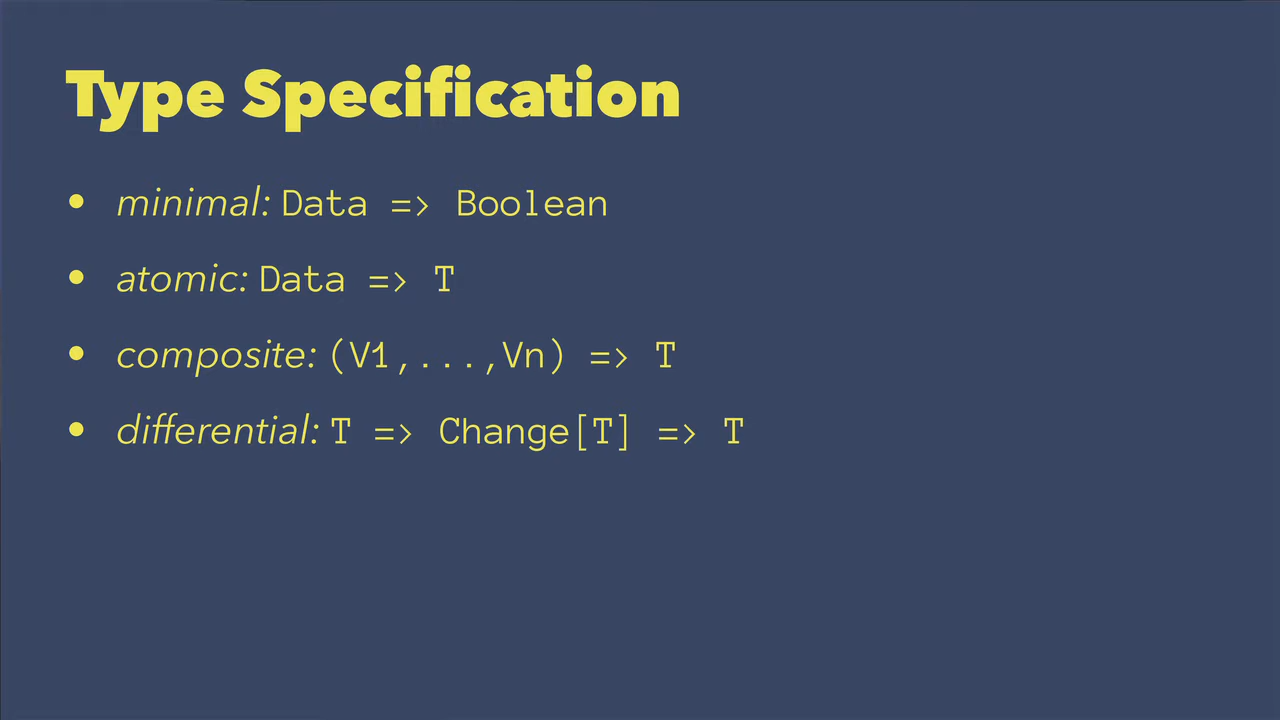 Type Specification
• minimal: Data => Boolean
• atomic: Data => T
• composite: (V1,...,Vn) => T
• differential: T => Change[T] => T